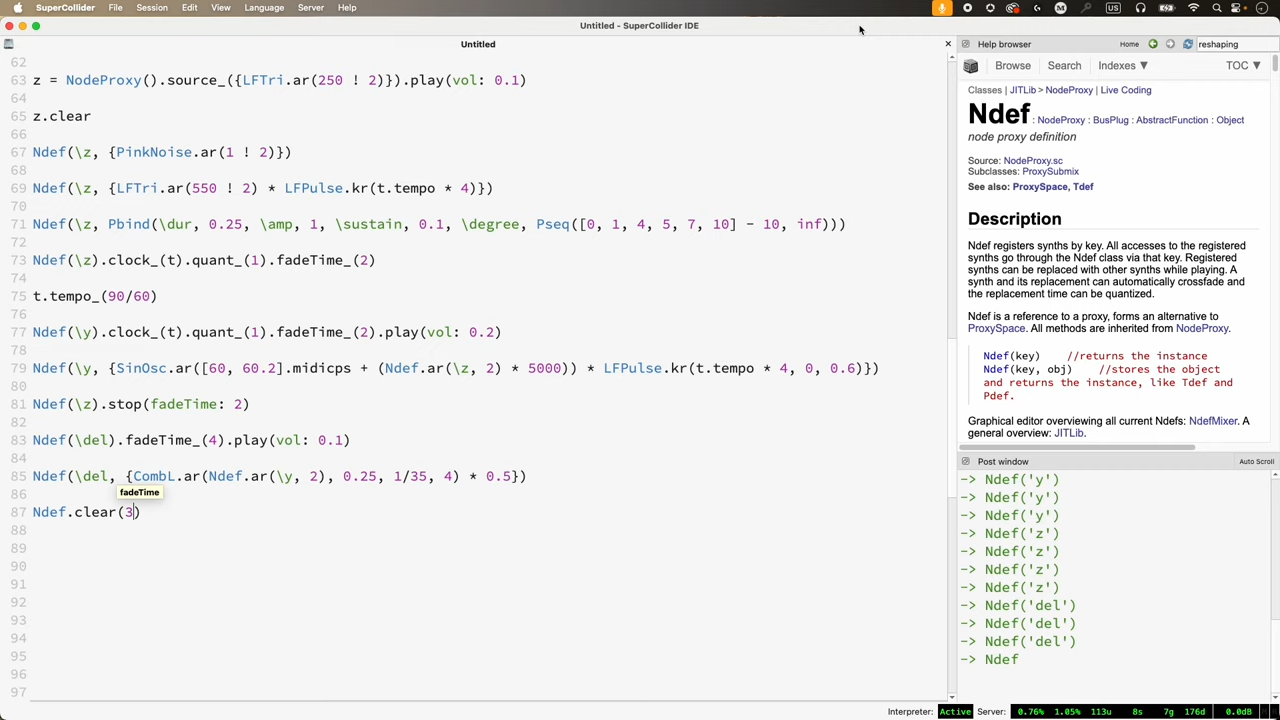 SuperCollider File Session Edit View Language Server Help
Untitled - SuperCollider IDE
Untitled
62
63 z = NodeProxy().source_({LFTri.ar(250 ! 2)}).play(vol: 0.1)
64
65 z.clear
66
67 Ndef(\z, {PinkNoise.ar(1 ! 2)})
68
69 Ndef(\z, {LFTri.ar(550 ! 2) * LFPulse.kr(t.tempo * 4)})
70
71 Ndef(\z, Pbind(\dur, 0.25, \amp, 1, \sustain, 0.1, \degree, Pseq([0, 1, 4, 5, 7, 10] - 10, inf)))
72
73 Ndef(\z).clock_(t).quant_(1).fadeTime_(2)
74
75 t.tempo_(90/60)
76
77 Ndef(\y).clock_(t).quant_(1).fadeTime_(2).play(vol: 0.2)
78
79 Ndef(\y, {SinOsc.ar([60, 60.2].midicps + (Ndef.ar(\z, 2) * 5000)) * LFPulse.kr(t.tempo * 4, 0, 0.6)})
80
81 Ndef(\z).stop(fadeTime: 2)
82
83 Ndef(\del).fadeTime_(4).play(vol: 0.1)
84
85 Ndef(\del, {CombL.ar(Ndef.ar(\y, 2), 0.25, 1/35, 4) * 0.5})
86
fadeTime
87 Ndef.clear(3)
88
89
90
91
92
93
94
95
96
97
Help browser Home reshaping
Browse Search Indexes ▼ TOC ▼
Classes | JITLib > NodeProxy | Live Coding
Ndef : NodeProxy : BusPlug : AbstractFunction : Object
node proxy definition
Source: NodeProxy.sc
Subclasses: ProxySubmix
See also: ProxySpace, Tdef
Description
Ndef registers synths by key. All accesses to the registered
synths go through the Ndef class via that key. Registered
synths can be replaced with other synths while playing. A
synth and its replacement can automatically crossfade and
the replacement time can be quantized.
Ndef is a reference to a proxy, forms an alternative to
ProxySpace. All methods are inherited from NodeProxy.
Ndef(key) //returns the instance
Ndef(key, obj) //stores the object
and returns the instance, like Tdef and
Pdef.
Graphical editor overviewing all current Ndefs: NdefMixer. A
general overview: JITLib.
Post window Auto Scroll
-> Ndef('y')
-> Ndef('y')
-> Ndef('y')
-> Ndef('z')
-> Ndef('z')
-> Ndef('z')
-> Ndef('z')
-> Ndef('del')
-> Ndef('del')
-> Ndef('del')
-> Ndef
Interpreter: Active Server: 0.76% 1.05% 113u 8s 7g 176d 0.0dB